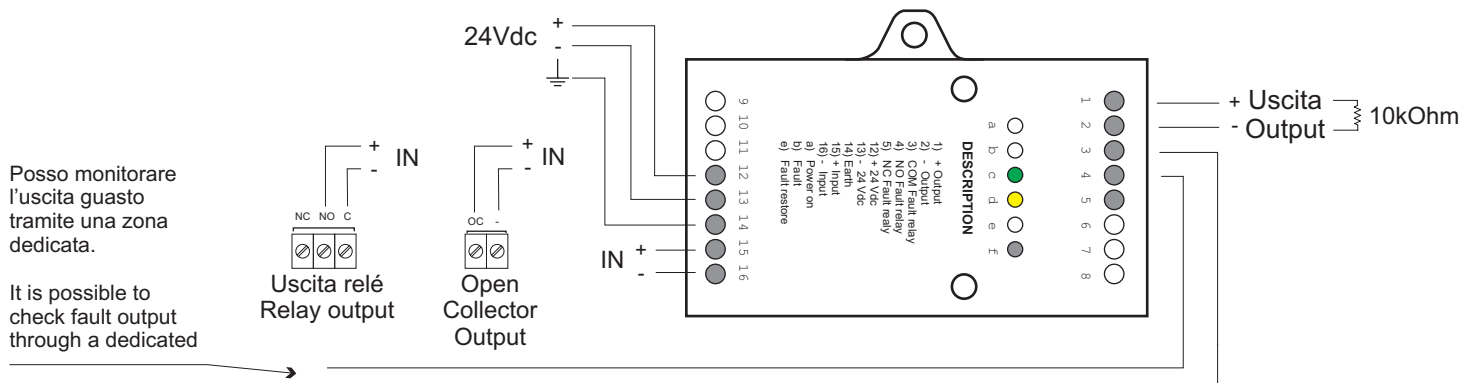 24Vdc
+
-
+
-
IN
+
-
IN
NC NO C
OC -
Uscita relé
Relay output
Open
Collector
Output
Posso monitorare
l'uscita guasto
tramite una zona
dedicata.
It is possible to
check fault output
through a dedicated
IN
+
-
9
10
11
12
13
14
15
16
DESCRIPTION
1) + Output
2) - Output
3) COM Fault relay
4) NO Fault relay
5) NC Fault realy
12) + 24 Vdc
13) - 24 Vdc
14) Earth
15) + Input
16) - Input
a) Power on
b) Fault
e) Fault restore
a
b
c
d
e
f
1
2
3
4
5
6
7
8
+ Uscita
- Output
10kOhm